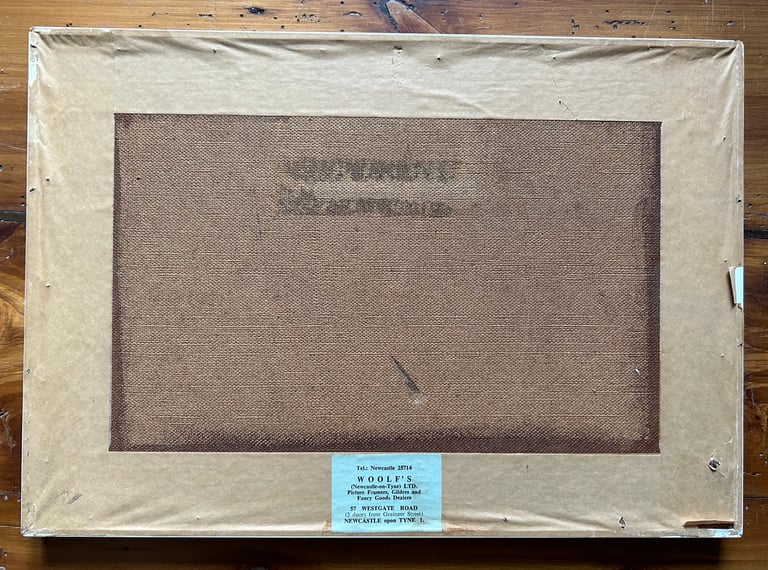 Tel.: Newcastle 25714
WOOLF'S
(Newcastle-on-Tyne) LTD.
Picture Framers, Gilders and
Fancy Goods Dealers
57 WESTGATE ROAD
(2 doors from Grainger Street)
NEWCASTLE upon TYNE 1.